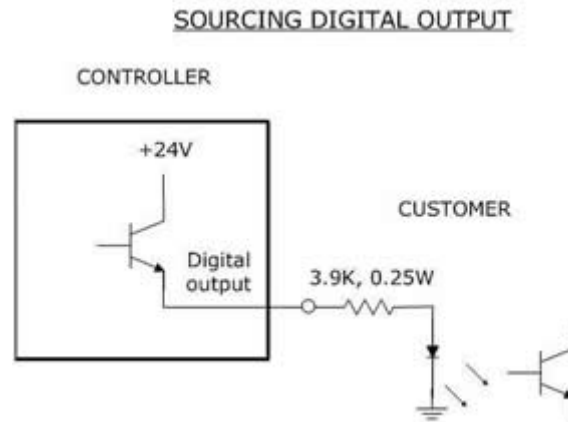 SOURCING DIGITAL OUTPUT
CONTROLLER
+24V
CUSTOMER
Digital
output
3.9K, 0.25W